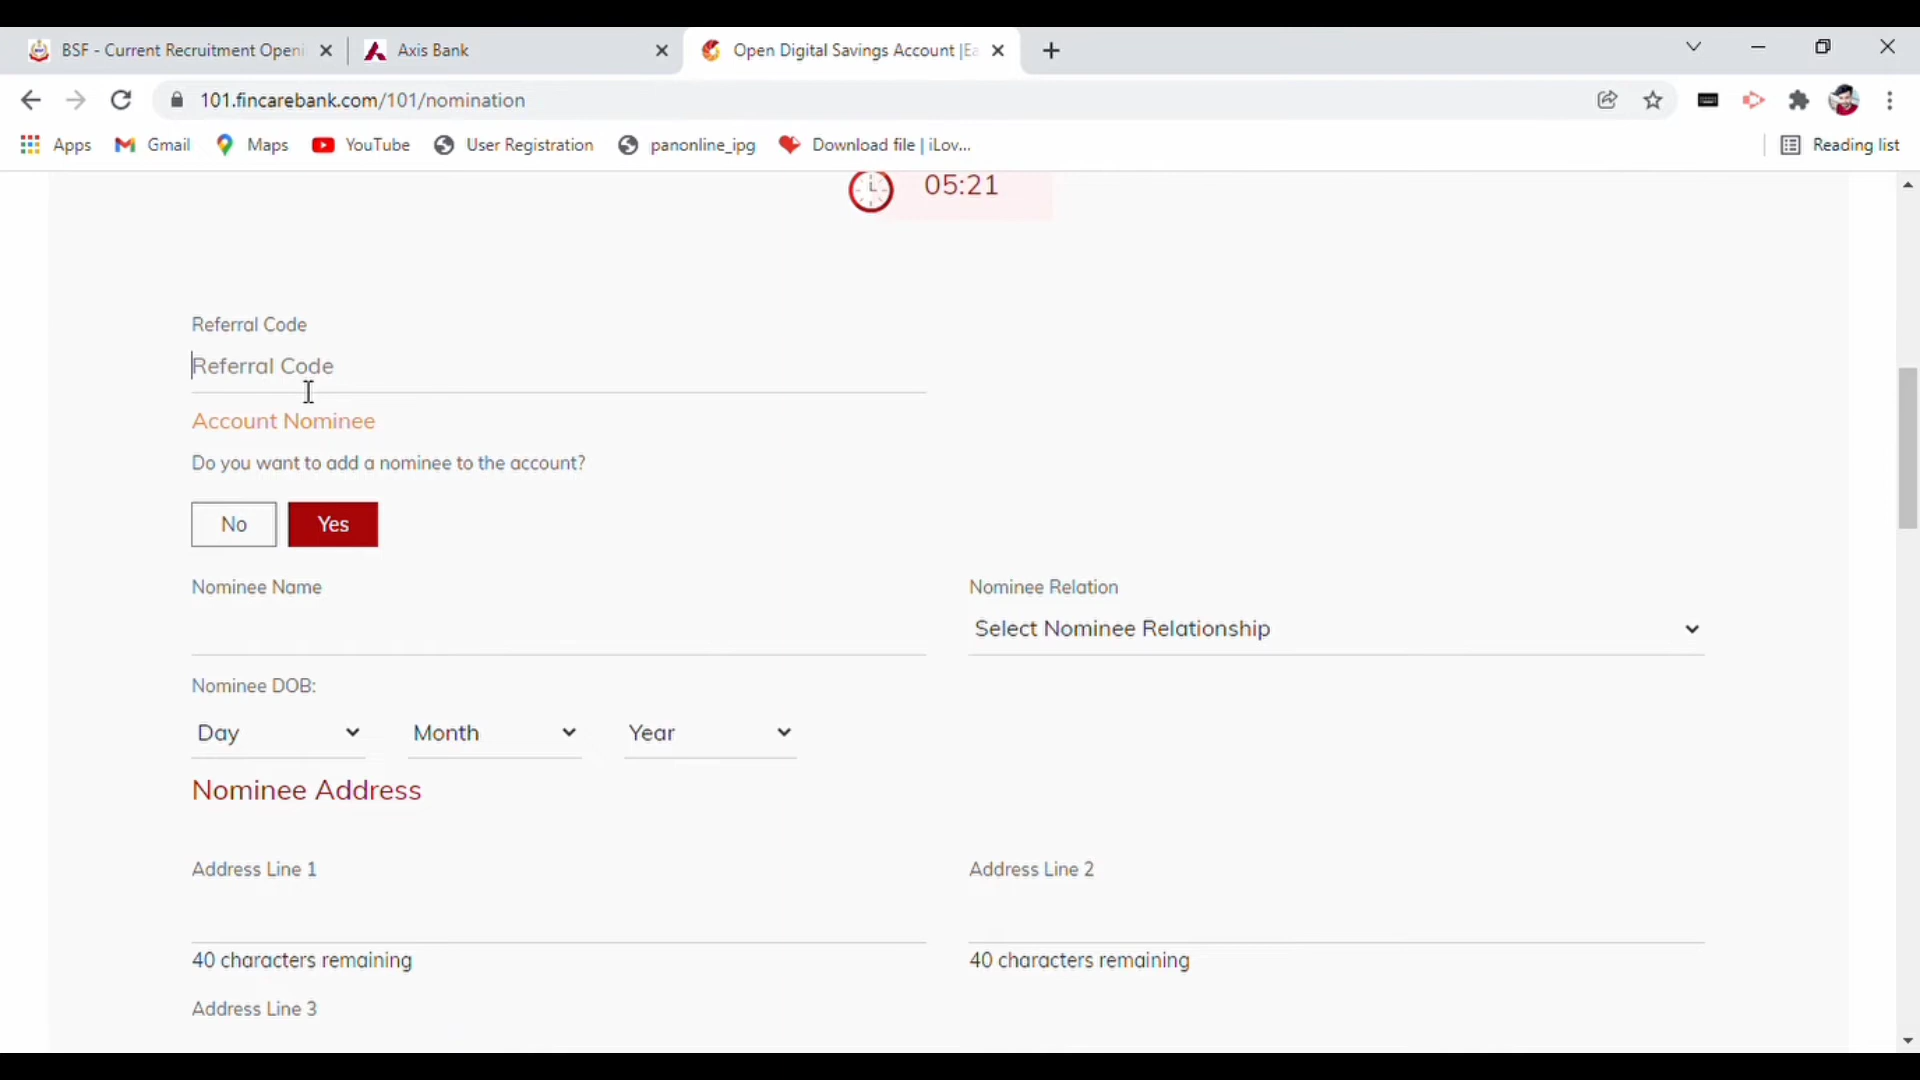 BSF - Current Recruitment Openi
Axis Bank
Open Digital Savings Account |Ea
101.fincarebank.com/101/nomination
Apps Gmail Maps YouTube User Registration panonline_ipg Download file | iLov... Reading list
05:21
Referral Code
Referral Code
Account Nominee
Do you want to add a nominee to the account?
No Yes
Nominee Name Nominee Relation
Select Nominee Relationship
Nominee DOB:
Day Month Year
Nominee Address
Address Line 1 Address Line 2
40 characters remaining 40 characters remaining
Address Line 3